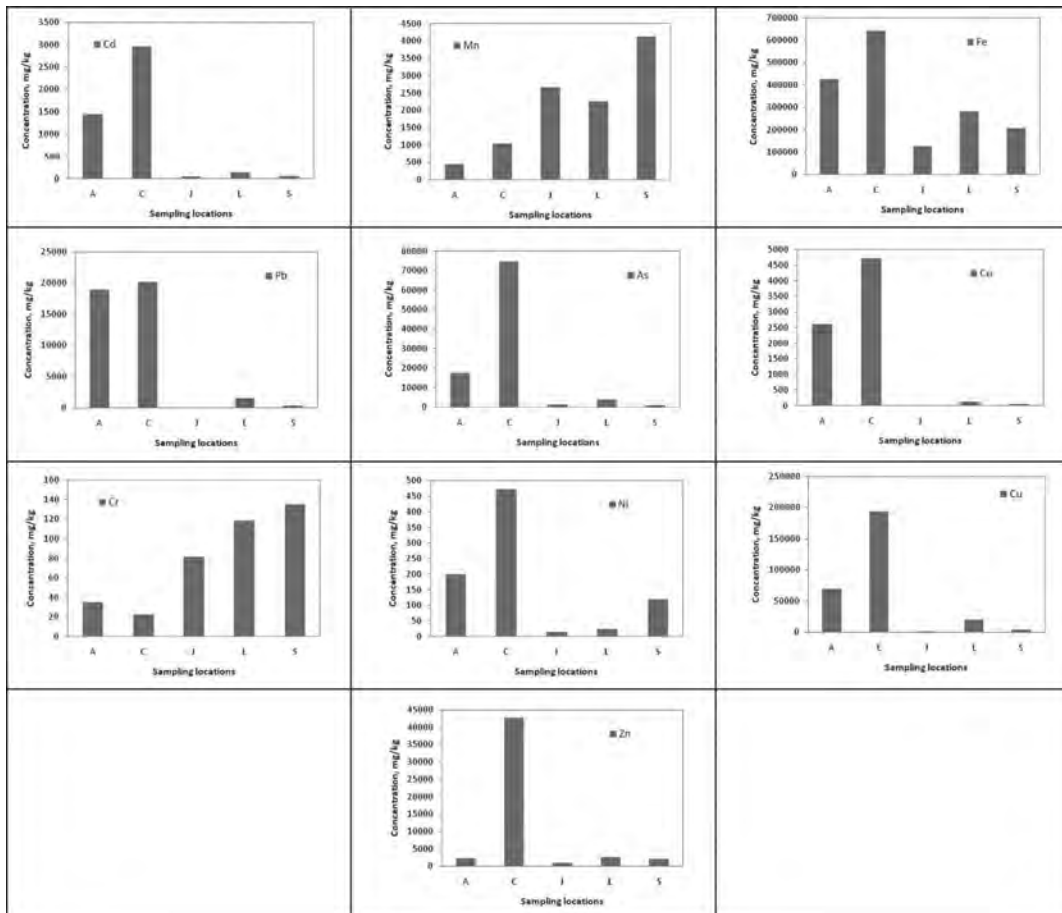 Concentration, mg/kg
3500
3000
2500
2000
1500
1000
500
0
Cd
A C J L S
Sampling locations
Concentration, mg/kg
4500
4000
3500
3000
2500
2000
1500
1000
500
0
Mn
A C J L S
Sampling locations
Concentration, mg/kg
700000
600000
500000
400000
300000
200000
100000
0
Fe
A C J L S
Sampling locations
Concentration, mg/kg
25000
20000
15000
10000
5000
0
Pb
A C J L S
Sampling locations
Concentration, mg/kg
80000
70000
60000
50000
40000
30000
20000
10000
0
As
A C J L S
Sampling locations
Concentration, mg/kg
5000
4500
4000
3500
3000
2500
2000
1500
1000
500
0
Co
A C J L S
Sampling locations
Concentration, mg/kg
160
140
120
100
80
60
40
20
0
Cr
A C J L S
Sampling locations
Concentration, mg/kg
500
450
400
350
300
250
200
150
100
50
0
Ni
A C J L S
Sampling locations
Concentration, mg/kg
250000
200000
150000
100000
50000
0
Cu
A C J L S
Sampling locations
Concentration, mg/kg
45000
40000
35000
30000
25000
20000
15000
10000
5000
0
Zn
A C J L S
Sampling locations